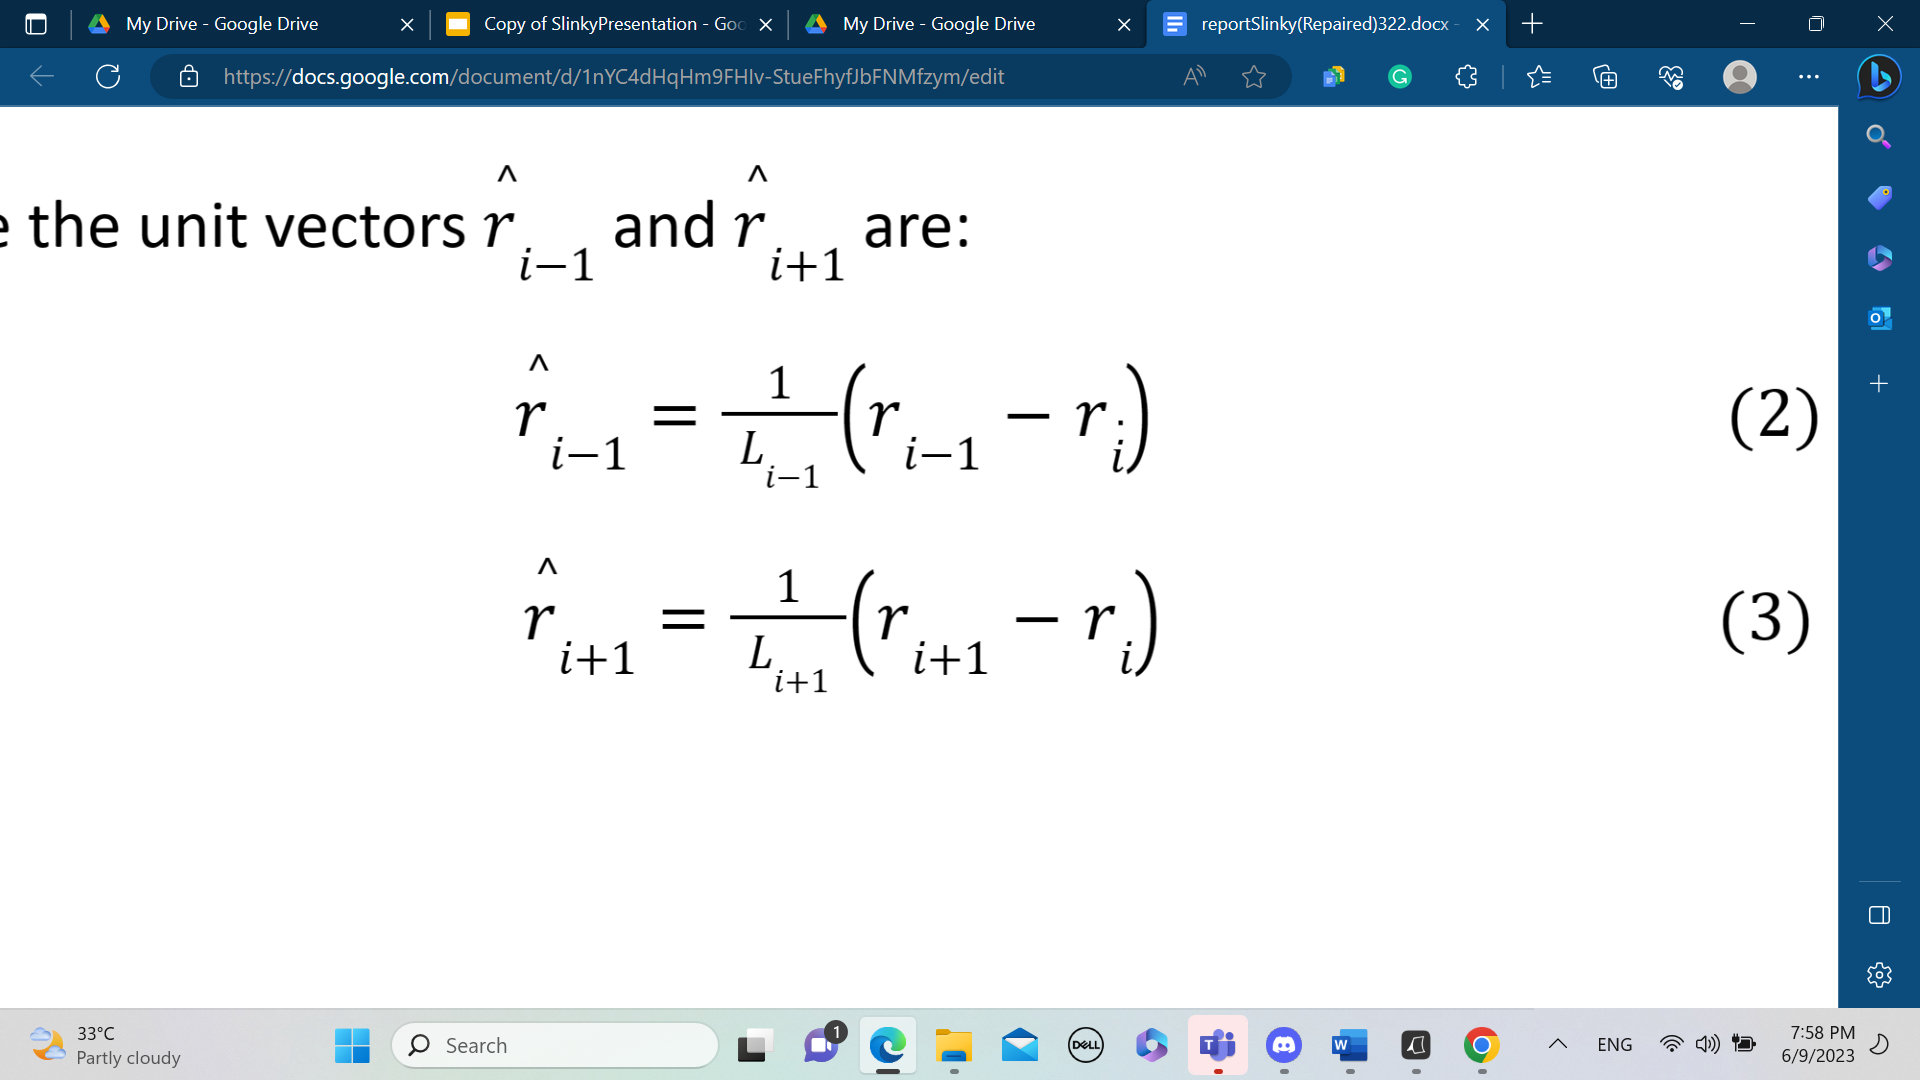 My Drive - Google Drive
Copy of SlinkyPresentation - Goo
My Drive - Google Drive
reportSlinky(Repaired)322.docx -
https://docs.google.com/document/d/1nYC4dHqHm9FHIv-StueFhyfJbFNMfzym/edit
e the unit vectors r̂ᵢ₋₁ and r̂ᵢ₊₁ are:
r̂ᵢ₋₁ = 1/Lᵢ₋₁ (rᵢ₋₁ − rᵢ) (2)
r̂ᵢ₊₁ = 1/Lᵢ₊₁ (rᵢ₊₁ − rᵢ) (3)
33°C
Partly cloudy
Search
1
DELL
ENG
7:58 PM
6/9/2023